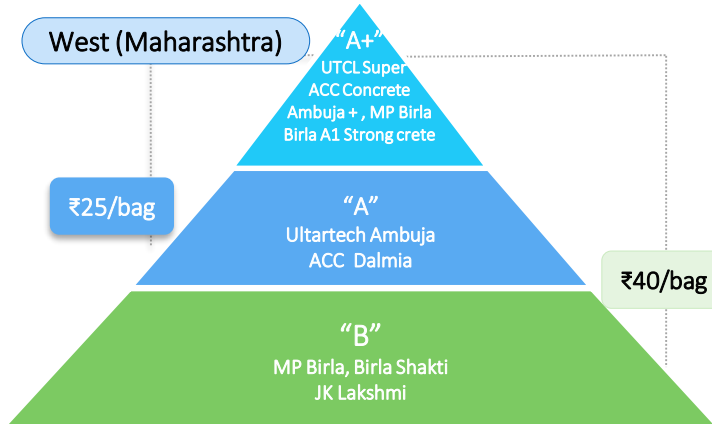 West (Maharashtra)
“A+”
UTCL Super
ACC Concrete
Ambuja + , MP Birla
Birla A1 Strong crete
₹25/bag
“A”
Ultartech Ambuja
ACC Dalmia
₹40/bag
“B”
MP Birla, Birla Shakti
JK Lakshmi